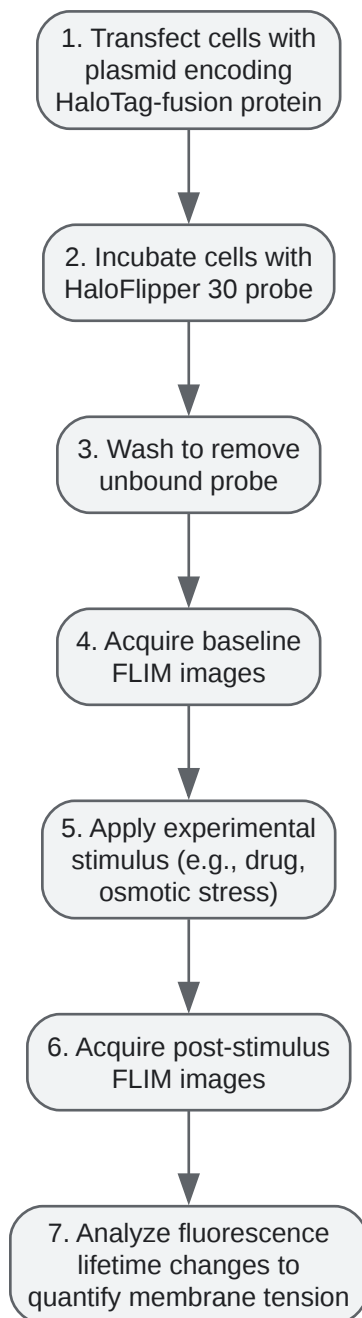 1. Transfect cells with
plasmid encoding
HaloTag-fusion protein
2. Incubate cells with
HaloFlipper 30 probe
3. Wash to remove
unbound probe
4. Acquire baseline
FLIM images
5. Apply experimental
stimulus (e.g., drug,
osmotic stress)
6. Acquire post-stimulus
FLIM images
7. Analyze fluorescence
lifetime changes to
quantify membrane tension